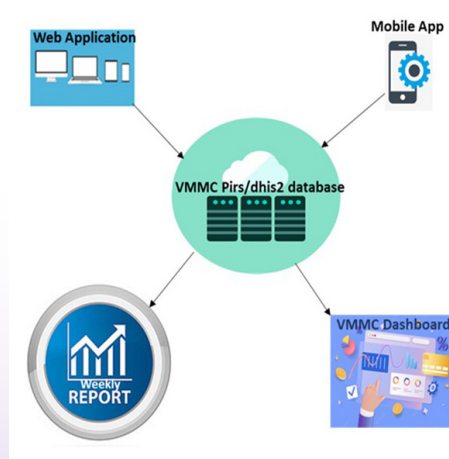 Web Application
Mobile App
VMMC Pirs/dhis2 database
Weekly
REPORT
VMMC Dashboard
%